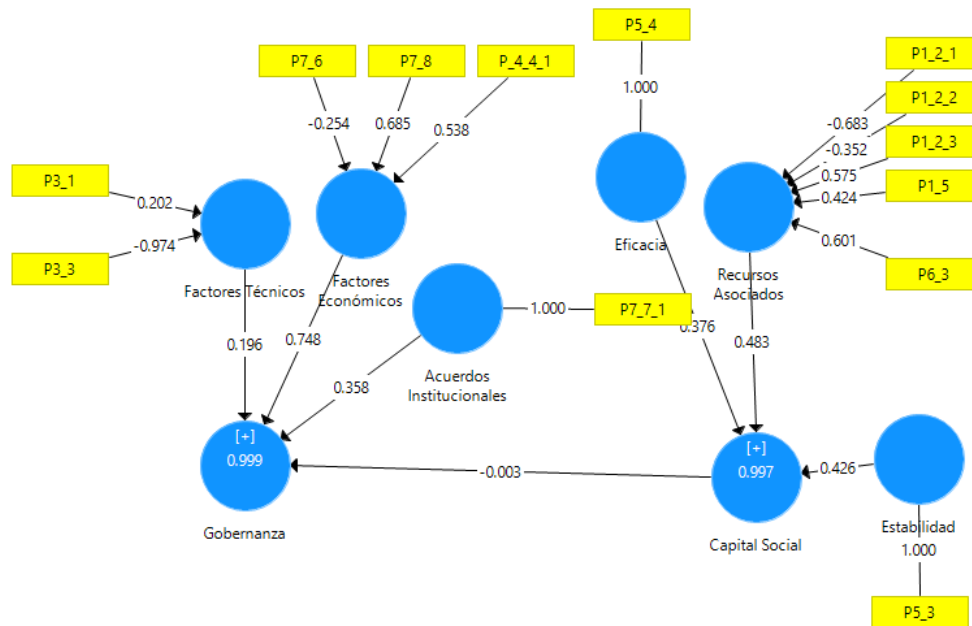 P5_4
P7_6
P7_8
P_4_4_1
P1_2_1
P1_2_2
P1_2_3
P1_5
P6_3
1.000
-0.254
0.685
0.538
-0.683
-0.352
0.575
0.424
0.601
P3_1
0.202
-0.974
P3_3
Factores Técnicos
Factores
Económicos
Eficacia
Recursos
Asociados
1.000
P7_7_1
0.196
0.748
0.358
Acuerdos
Institucionales
0.376
0.483
[+]
0.999
Gobernanza
-0.003
[+]
0.997
Capital Social
0.426
Estabilidad
1.000
P5_3